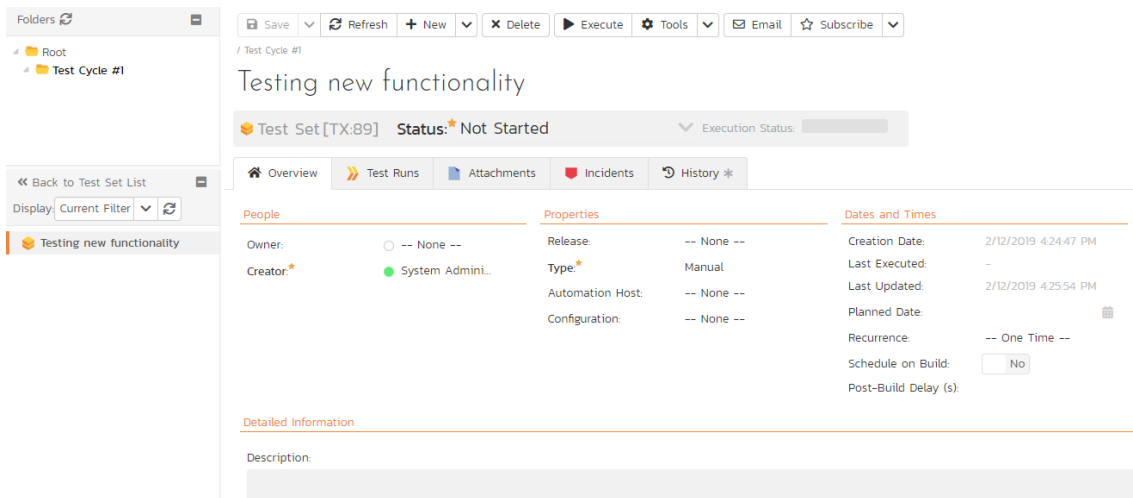 Folders
Root
Test Cycle #1
Save Refresh New Delete Execute Tools Email Subscribe
/ Test Cycle #1
Testing new functionality
Test Set [TX:89] Status:* Not Started Execution Status:
Back to Test Set List
Display: Current Filter
Testing new functionality
Overview Test Runs Attachments Incidents History *
People
Owner: -- None --
Creator:* System Admini...
Properties
Release: -- None --
Type:* Manual
Automation Host: -- None --
Configuration: -- None --
Dates and Times
Creation Date: 2/12/2019 4:24:47 PM
Last Executed: -
Last Updated: 2/12/2019 4:25:54 PM
Planned Date:
Recurrence: -- One Time --
Schedule on Build: No
Post-Build Delay (s):
Detailed Information
Description: